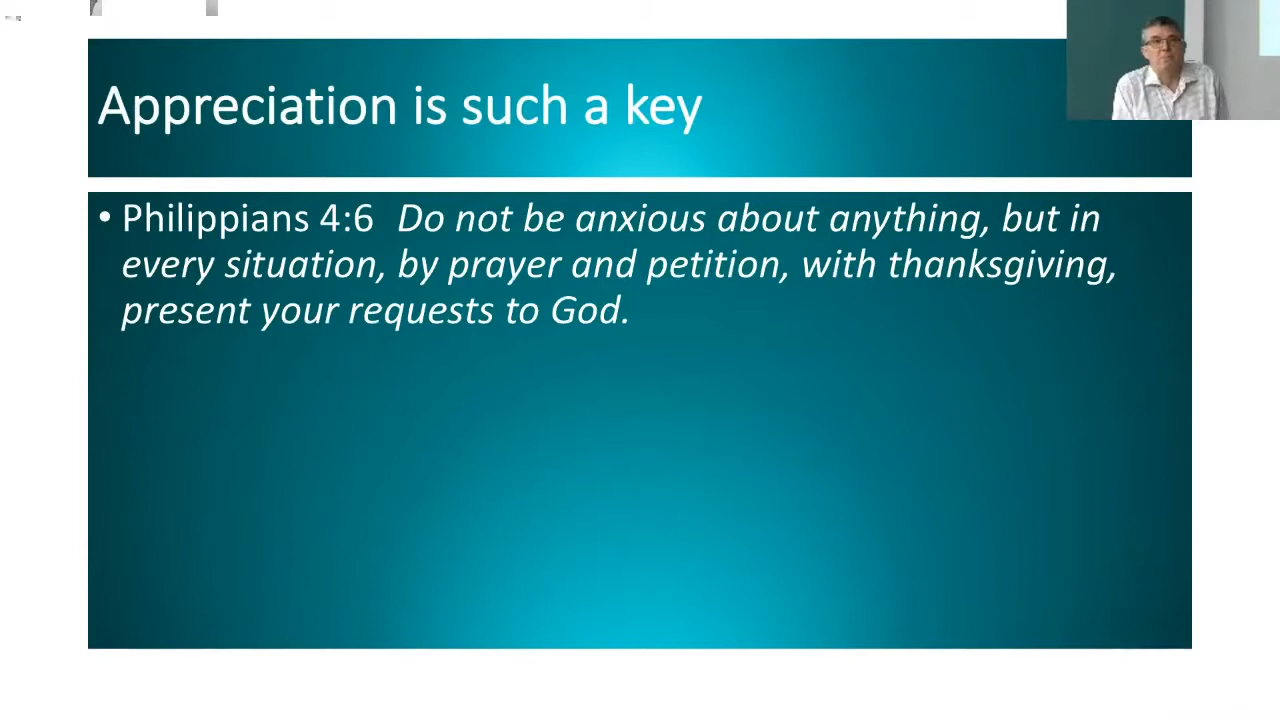 Appreciation is such a key
• Philippians 4:6 Do not be anxious about anything, but in
every situation, by prayer and petition, with thanksgiving,
present your requests to God.